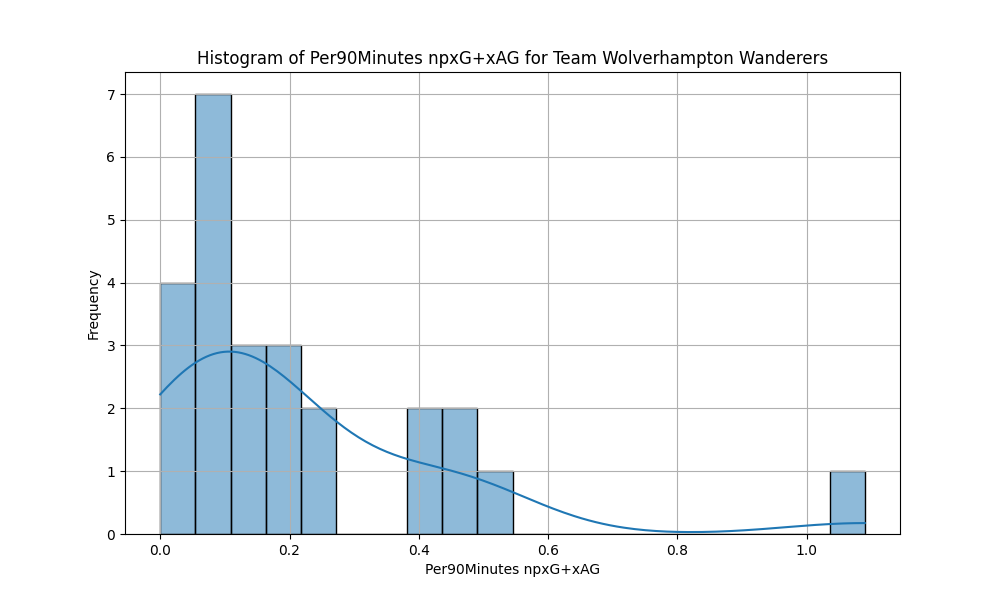 Histogram of Per90Minutes npxG+xAG for Team Wolverhampton Wanderers
7
6
5
4
3
2
1
0
Frequency
0.0 0.2 0.4 0.6 0.8 1.0
Per90Minutes npxG+xAG